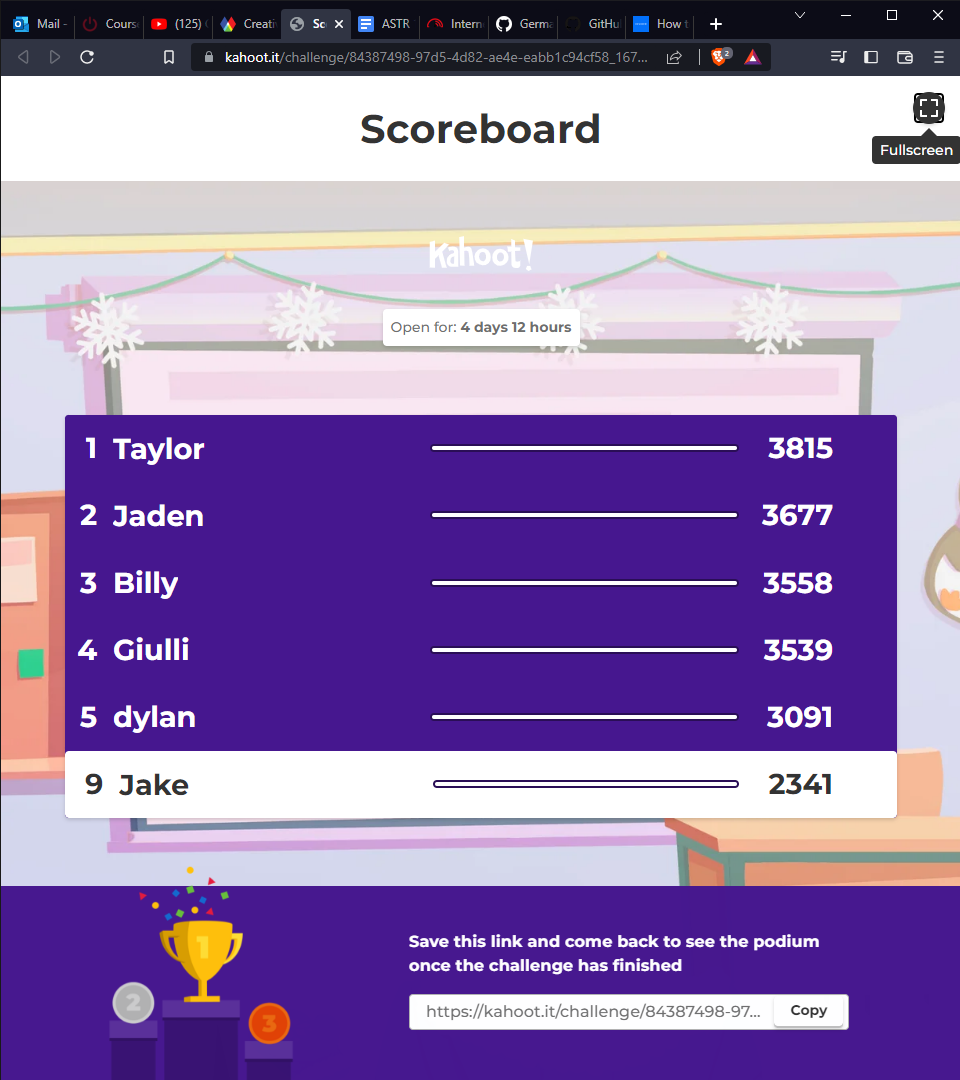 Mail -
Cours
(125)
Creati
Sc
ASTR
Intern
Germa
GitHu
How t
kahoot.it/challenge/84387498-97d5-4d82-ae4e-eabb1c94cf58_167...
2
Scoreboard
Fullscreen
Kahoot!
Open for: 4 days 12 hours
1 Taylor 3815
2 Jaden 3677
3 Billy 3558
4 Giulli 3539
5 dylan 3091
9 Jake 2341
1
2
3
Save this link and come back to see the podium
once the challenge has finished
https://kahoot.it/challenge/84387498-97... Copy